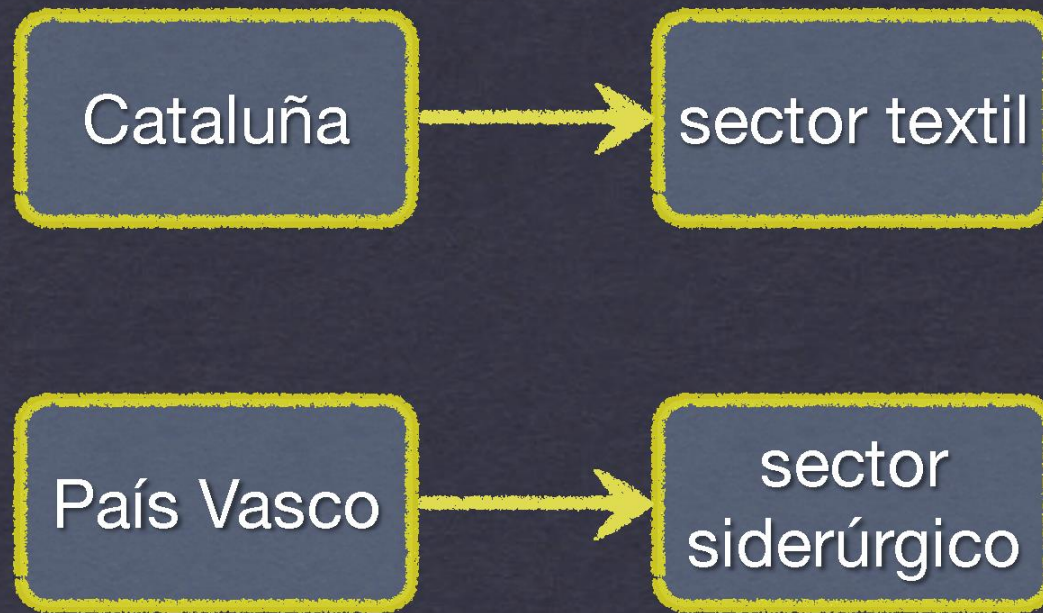 Cataluña
sector textil
País Vasco
sector
siderúrgico